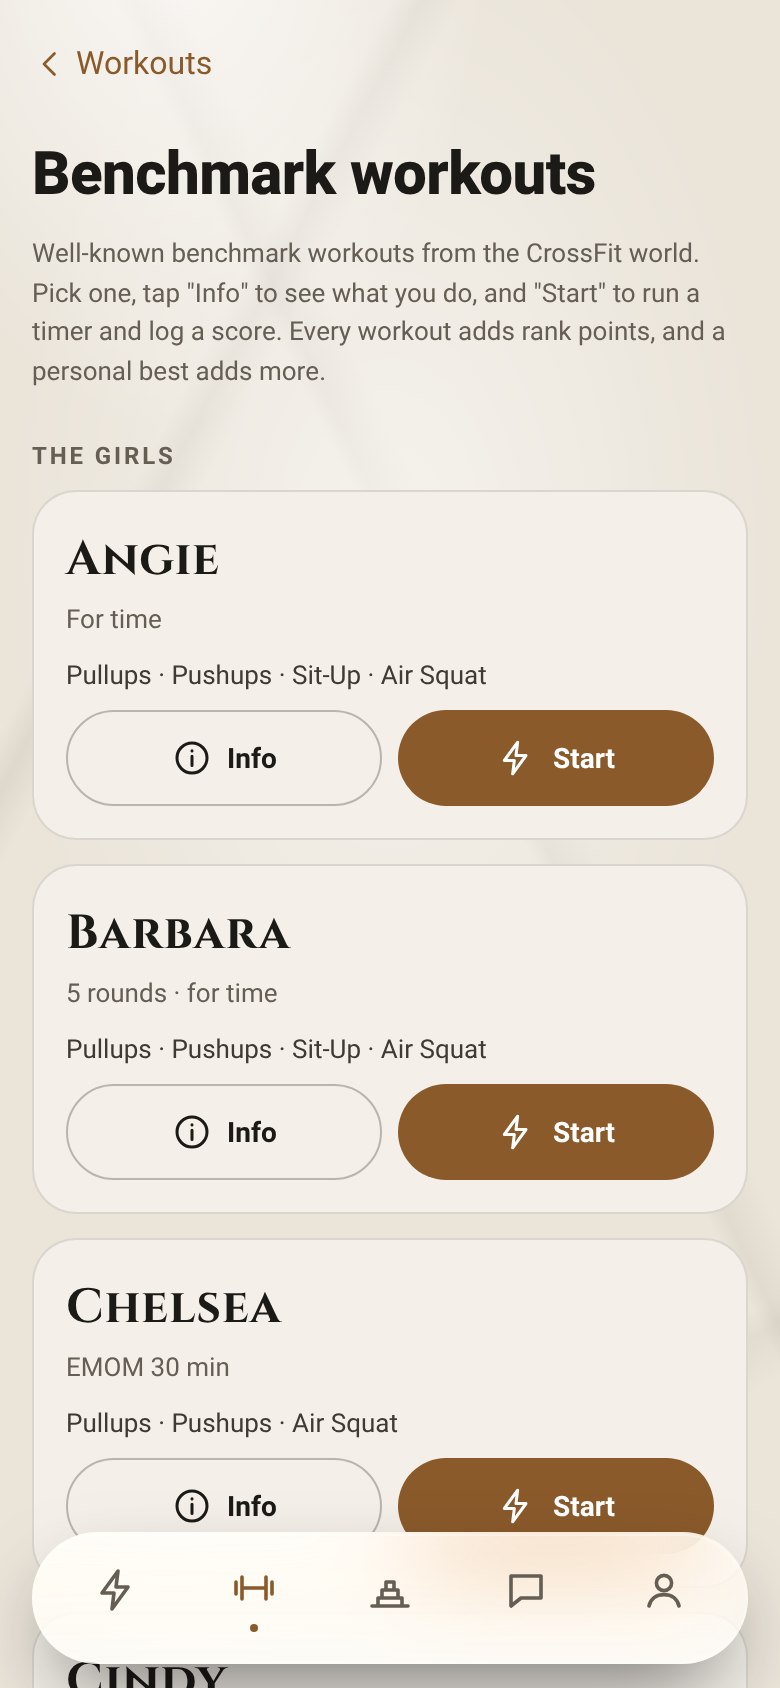 Workouts
Benchmark workouts
Well-known benchmark workouts from the CrossFit world.
Pick one, tap "Info" to see what you do, and "Start" to run a
timer and log a score. Every workout adds rank points, and a
personal best adds more.
THE GIRLS
Angie
For time
Pullups · Pushups · Sit-Up · Air Squat
Info
Start
Barbara
5 rounds · for time
Pullups · Pushups · Sit-Up · Air Squat
Info
Start
Chelsea
EMOM 30 min
Pullups · Pushups · Air Squat
Info
Start
Cindy